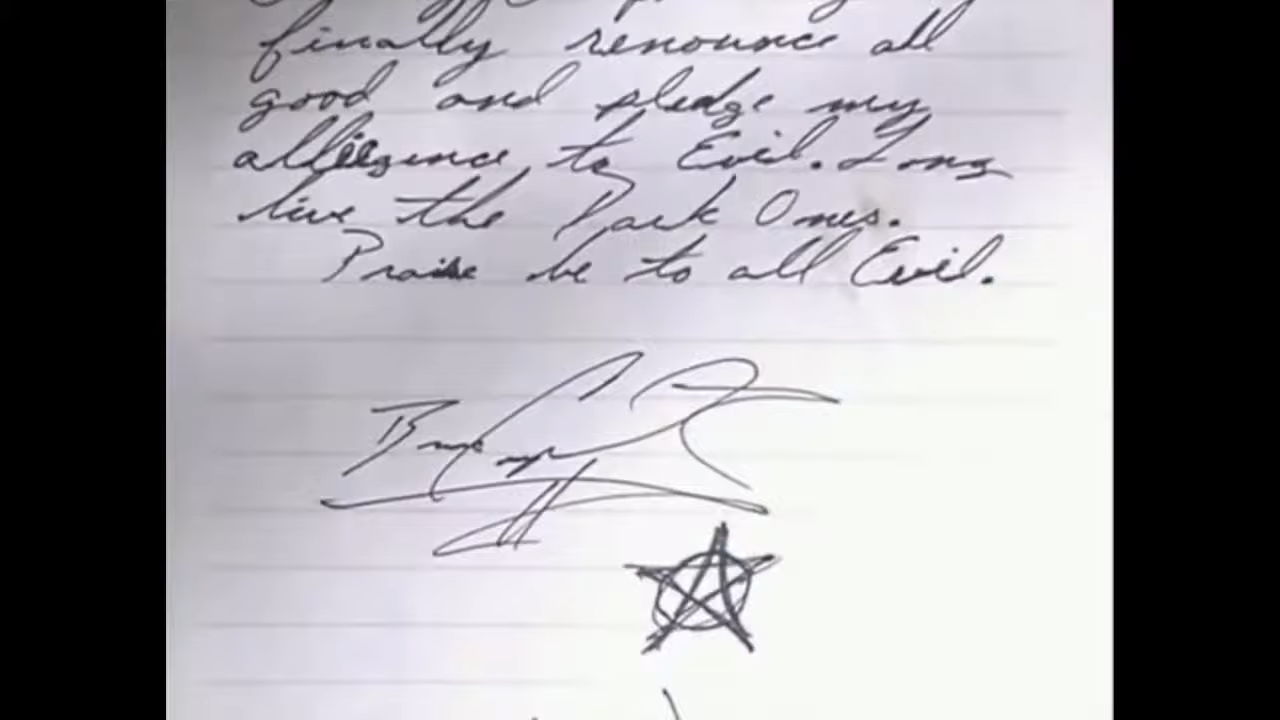 finally renounce all
good and pledge my
alliegence to Evil. Long
live the Dark Ones.
Praise be to all Evil.